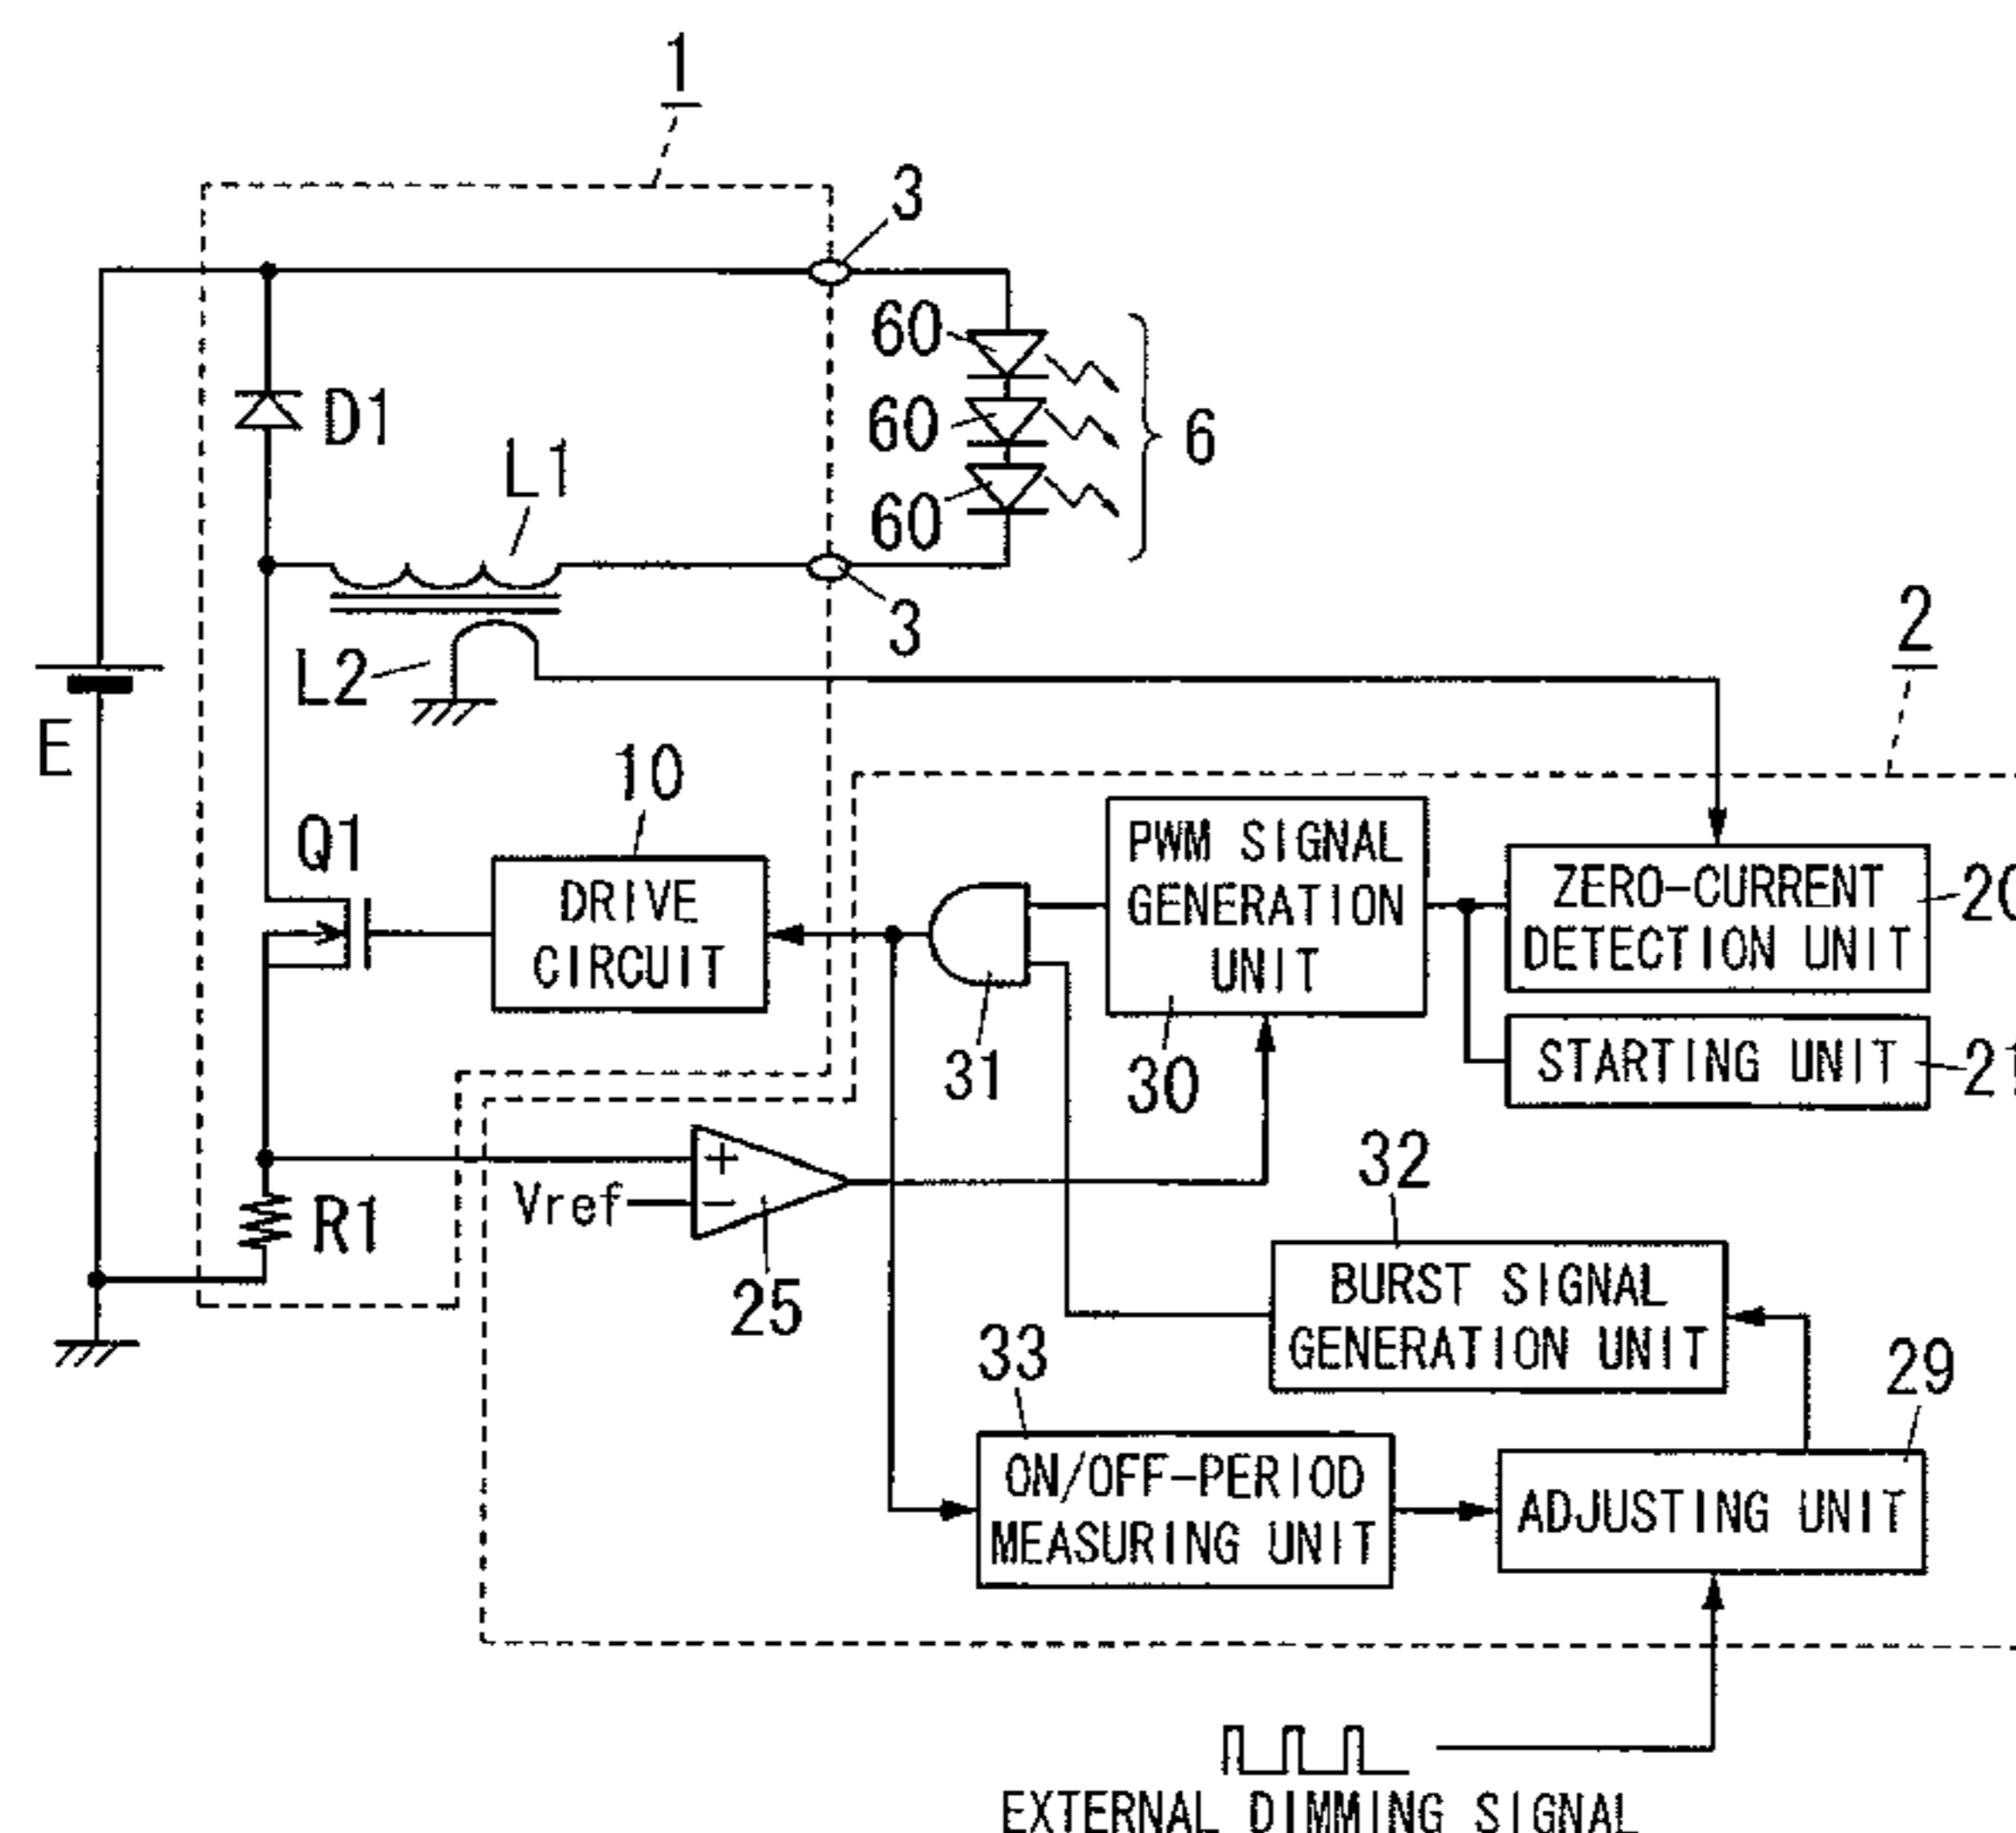 1
3
60
60
60
6
D1
L1
3
L2
2
E
10
Q1
DRIVE
CIRCUIT
PWM SIGNAL
GENERATION
UNIT
ZERO-CURRENT
DETECTION UNIT
20
31
30
STARTING UNIT
21
+
Vref
−
R1
25
32
BURST SIGNAL
GENERATION UNIT
33
29
ON/OFF-PERIOD
MEASURING UNIT
ADJUSTING UNIT
EXTERNAL DIMMING SIGNAL